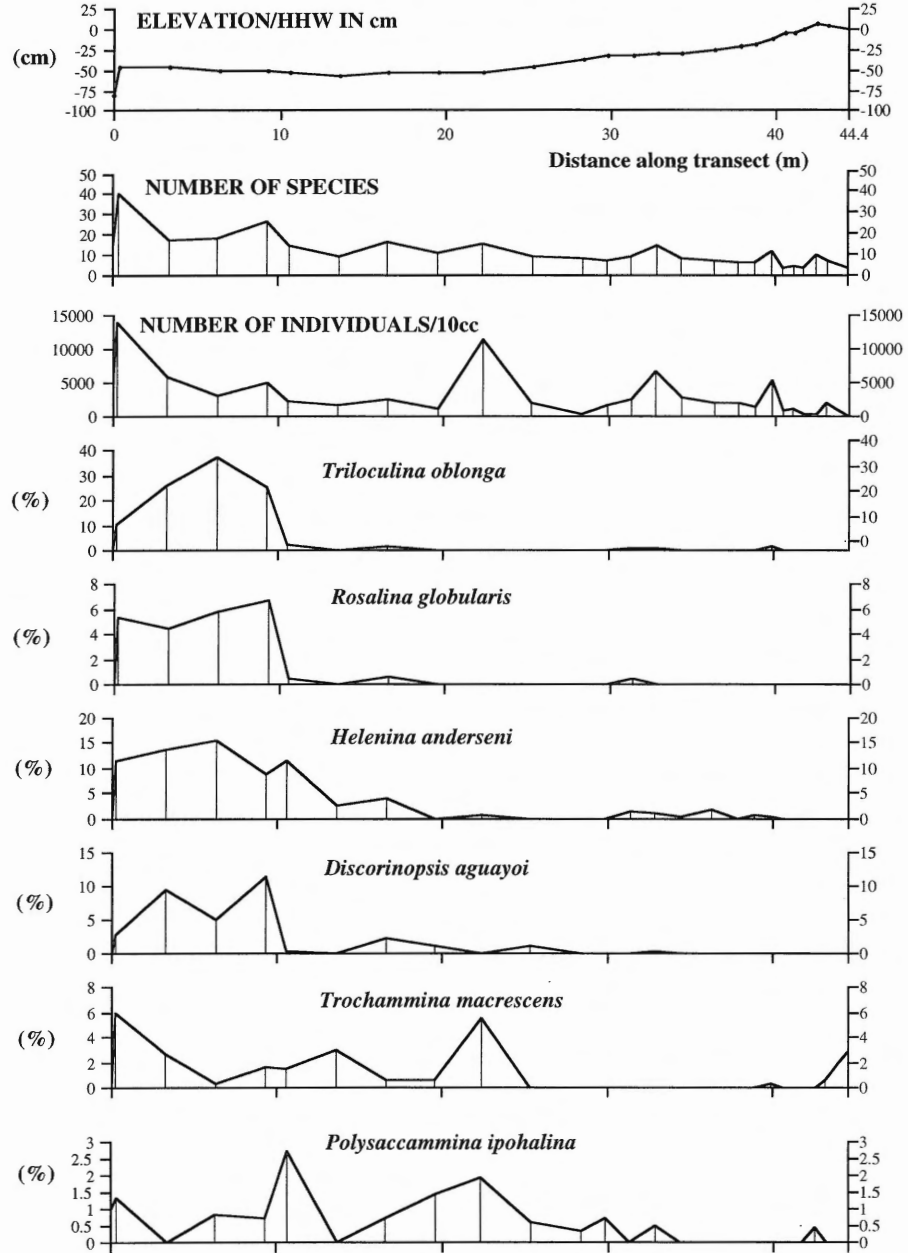 ELEVATION/HHW IN cm
(cm)
25 0 -25 -50 -75 -100
25 0 -25 -50 -75 -100
0 10 20 30 40 44.4
Distance along transect (m)
NUMBER OF SPECIES
50 40 30 20 10 0
50 40 30 20 10 0
NUMBER OF INDIVIDUALS/10cc
15000 10000 5000 0
15000 10000 5000 0
Triloculina oblonga
(%)
40 30 20 10 0
40 30 20 10 0
Rosalina globularis
(%)
8 6 4 2 0
8 6 4 2 0
Helenina anderseni
(%)
20 15 10 5 0
20 15 10 5 0
Discorinopsis aguayoi
(%)
15 10 5 0
15 10 5 0
Trochammina macrescens
(%)
8 6 4 2 0
8 6 4 2 0
Polysaccammina ipohalina
(%)
3 2.5 2 1.5 1 0.5 0
3 2.5 2 1.5 1 0.5 0